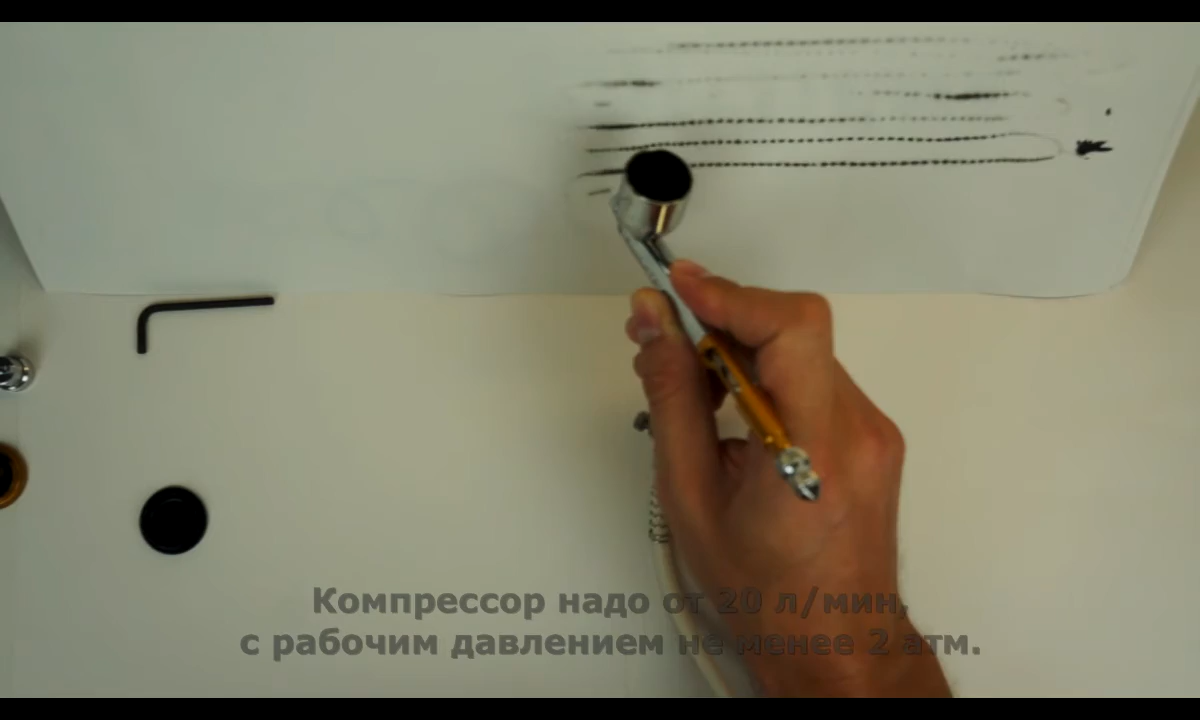 Компрессор надо от 20 л/мин,
с рабочим давлением не менее 2 атм.